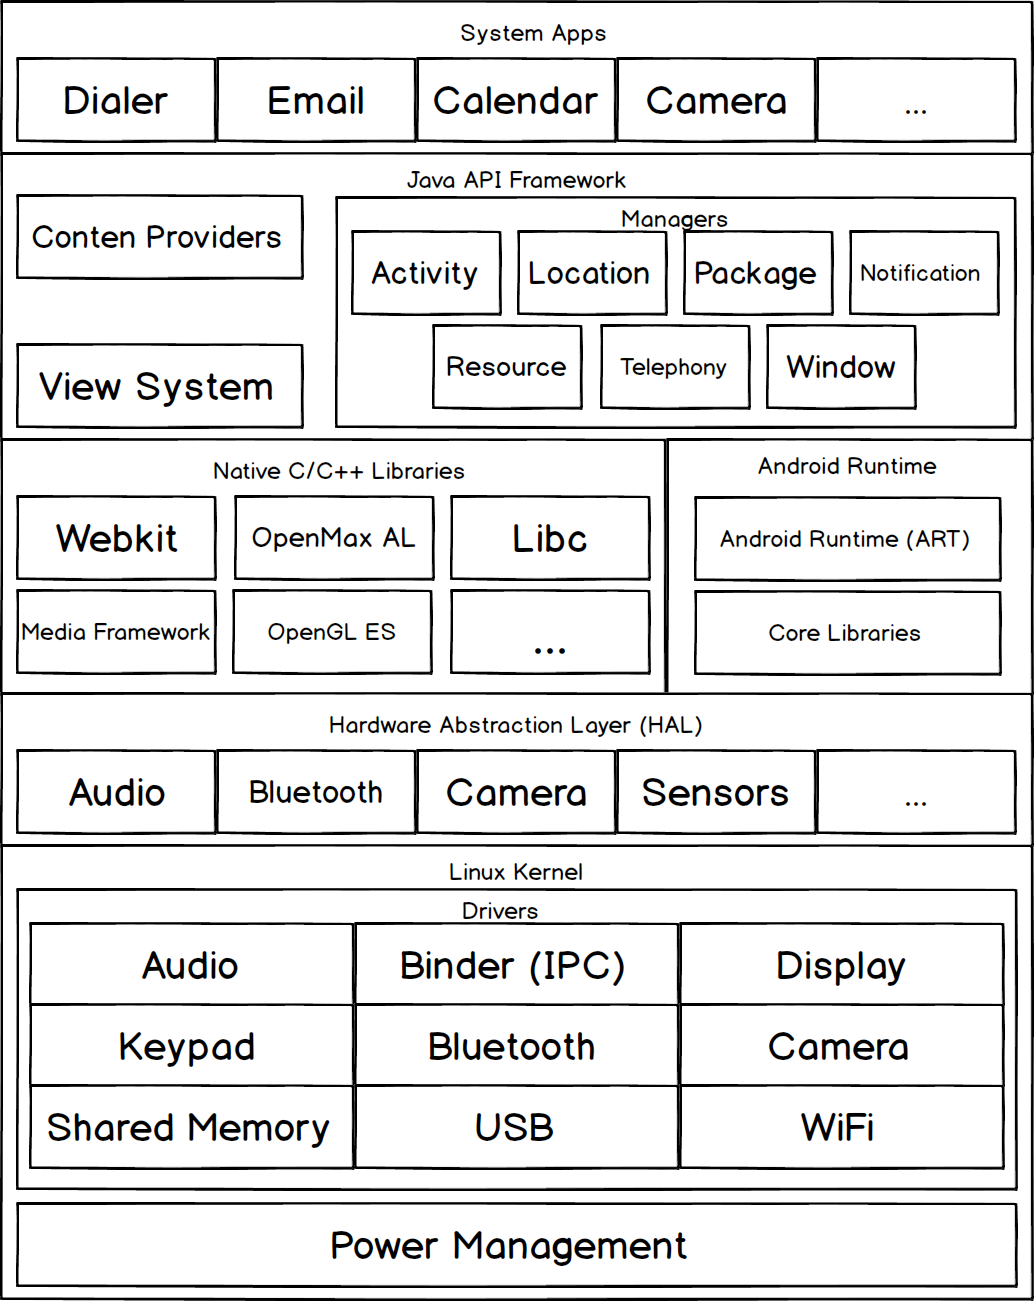 System Apps
Dialer
Email
Calendar
Camera
...
Java API Framework
Conten Providers
View System
Managers
Activity
Location
Package
Notification
Resource
Telephony
Window
Native C/C++ Libraries
Webkit
OpenMax AL
Libc
Media Framework
OpenGL ES
...
Android Runtime
Android Runtime (ART)
Core Libraries
Hardware Abstraction Layer (HAL)
Audio
Bluetooth
Camera
Sensors
...
Linux Kernel
Drivers
Audio
Binder (IPC)
Display
Keypad
Bluetooth
Camera
Shared Memory
USB
WiFi
Power Management